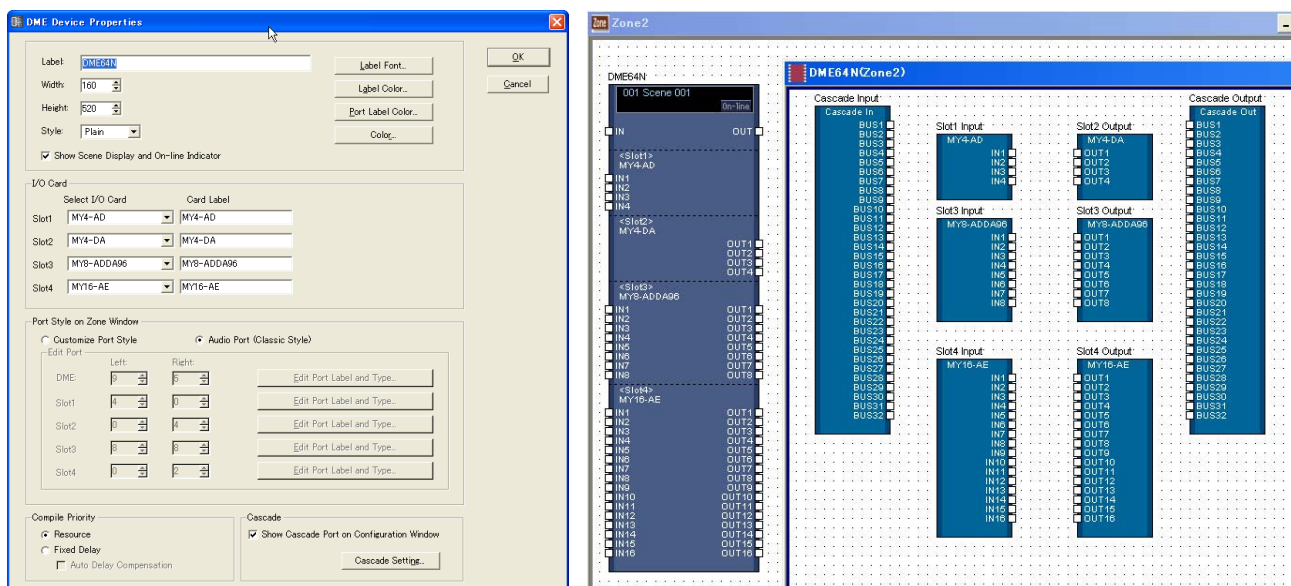 DME Device Properties
Label: DME64N
Label Font...
OK
Width: 160
Label Color...
Cancel
Height: 520
Port Label Color...
Style: Plain
Color...
Show Scene Display and On-line Indicator
I/O Card
Select I/O Card Card Label
Slot1 MY4-AD MY4-AD
Slot2 MY4-DA MY4-DA
Slot3 MY8-ADDA96 MY8-ADDA96
Slot4 MY16-AE MY16-AE
Port Style on Zone Window
Customize Port Style Audio Port (Classic Style)
Edit Port
Left: Right:
DME: 9 6 Edit Port Label and Type...
Slot1 4 0 Edit Port Label and Type...
Slot2 0 4 Edit Port Label and Type...
Slot3 8 8 Edit Port Label and Type...
Slot4 0 2 Edit Port Label and Type...
Compile Priority
Resource
Fixed Delay
Auto Delay Compensation
Cascade
Show Cascade Port on Configuration Window
Cascade Setting...
Zone Zone2
DME64N
001 Scene 001
On-line
IN OUT
<Slot1>
MY4-AD
IN1
IN2
IN3
IN4
<Slot2>
MY4-DA
OUT1
OUT2
OUT3
OUT4
<Slot3>
MY8-ADDA96
IN1 OUT1
IN2 OUT2
IN3 OUT3
IN4 OUT4
IN5 OUT5
IN6 OUT6
IN7 OUT7
IN8 OUT8
<Slot4>
MY16-AE
IN1 OUT1
IN2 OUT2
IN3 OUT3
IN4 OUT4
IN5 OUT5
IN6 OUT6
IN7 OUT7
IN8 OUT8
IN9 OUT9
IN10 OUT10
IN11 OUT11
IN12 OUT12
IN13 OUT13
IN14 OUT14
IN15 OUT15
IN16 OUT16
DME64N(Zone2)
Cascade Input
Cascade In
BUS1
BUS2
BUS3
BUS4
BUS5
BUS6
BUS7
BUS8
BUS9
BUS10
BUS11
BUS12
BUS13
BUS14
BUS15
BUS16
BUS17
BUS18
BUS19
BUS20
BUS21
BUS22
BUS23
BUS24
BUS25
BUS26
BUS27
BUS28
BUS29
BUS30
BUS31
BUS32
Slot1 Input
MY4-AD
IN1
IN2
IN3
IN4
Slot2 Output
MY4-DA
OUT1
OUT2
OUT3
OUT4
Slot3 Input
MY8-ADDA96
IN1
IN2
IN3
IN4
IN5
IN6
IN7
IN8
Slot3 Output
MY8-ADDA96
OUT1
OUT2
OUT3
OUT4
OUT5
OUT6
OUT7
OUT8
Slot4 Input
MY16-AE
IN1
IN2
IN3
IN4
IN5
IN6
IN7
IN8
IN9
IN10
IN11
IN12
IN13
IN14
IN15
IN16
Slot4 Output
MY16-AE
OUT1
OUT2
OUT3
OUT4
OUT5
OUT6
OUT7
OUT8
OUT9
OUT10
OUT11
OUT12
OUT13
OUT14
OUT15
OUT16
Cascade Output
Cascade Out
BUS1
BUS2
BUS3
BUS4
BUS5
BUS6
BUS7
BUS8
BUS9
BUS10
BUS11
BUS12
BUS13
BUS14
BUS15
BUS16
BUS17
BUS18
BUS19
BUS20
BUS21
BUS22
BUS23
BUS24
BUS25
BUS26
BUS27
BUS28
BUS29
BUS30
BUS31
BUS32